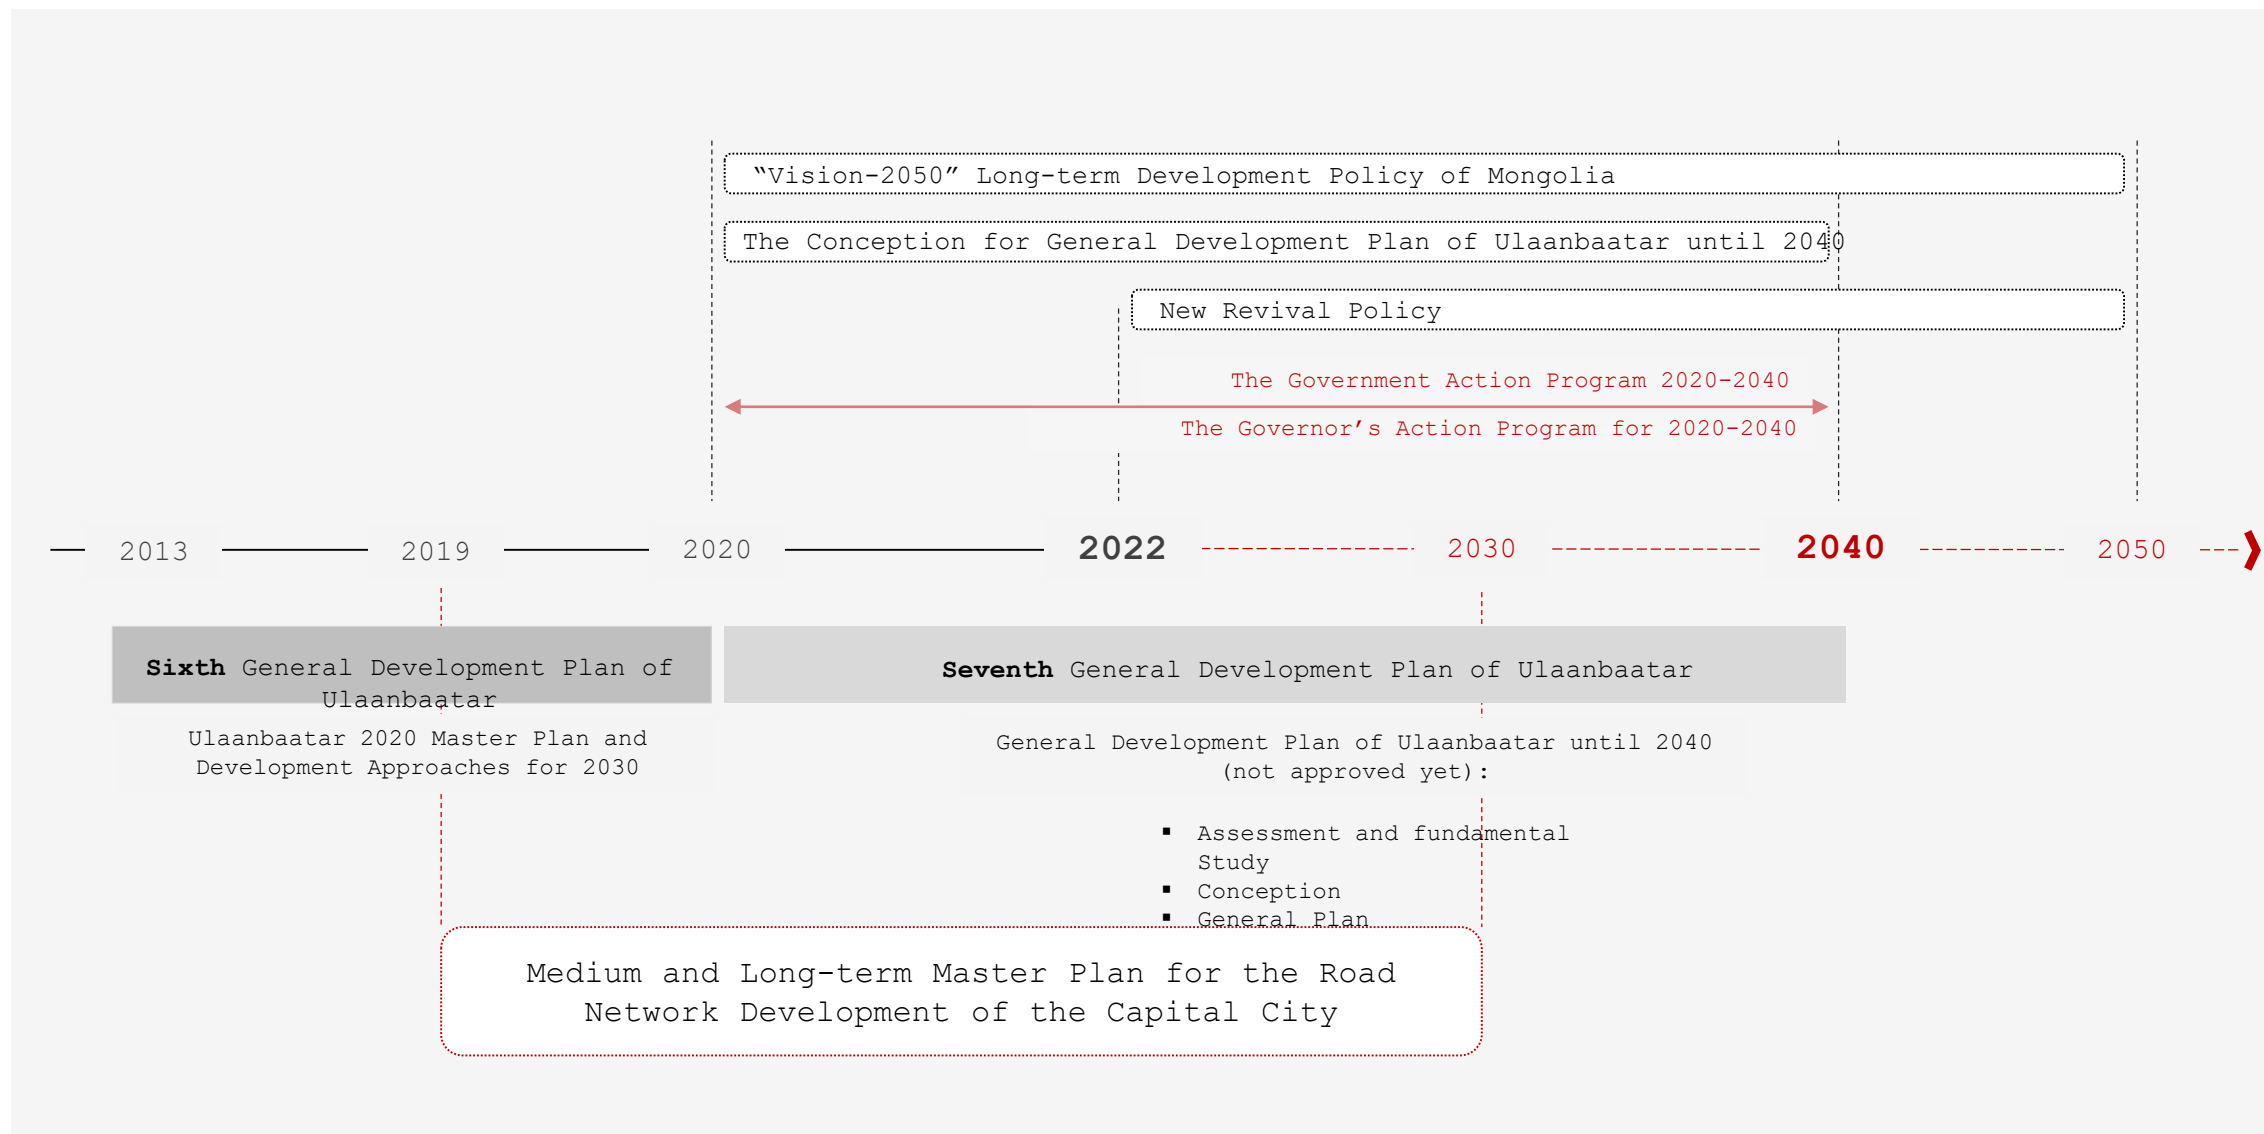 “Vision-2050” Long-term Development Policy of Mongolia
The Conception for General Development Plan of Ulaanbaatar until 2040
New Revival Policy
The Government Action Program 2020-2040
The Governor’s Action Program for 2020-2040
2013
2019
2020
2022
2030
2040
2050
Sixth General Development Plan of
Ulaanbaatar
Seventh General Development Plan of Ulaanbaatar
Ulaanbaatar 2020 Master Plan and
Development Approaches for 2030
General Development Plan of Ulaanbaatar until 2040
(not approved yet):
▪ Assessment and fundamental
Study
▪ Conception
▪ General Plan
Medium and Long-term Master Plan for the Road
Network Development of the Capital City